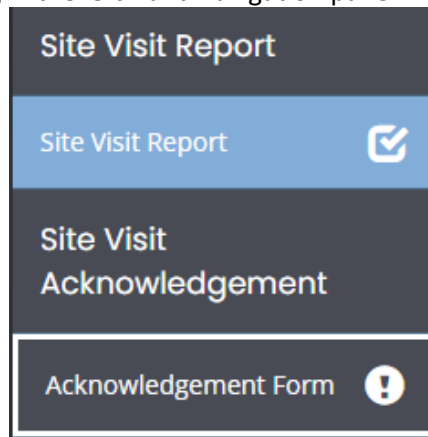 Site Visit Report
Site Visit Report
Site Visit
Acknowledgement
Acknowledgement Form